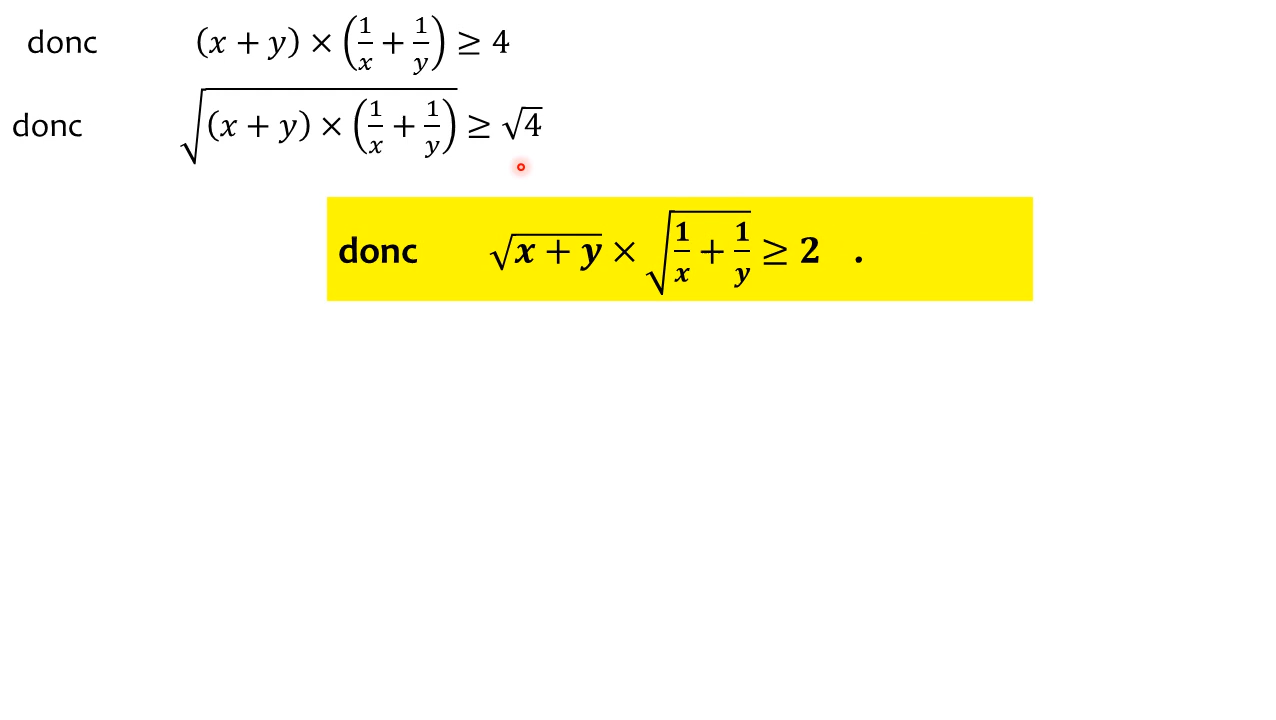 donc (x + y) × (1/x + 1/y) ≥ 4
donc √((x + y) × (1/x + 1/y)) ≥ √4
donc √(x + y) × √(1/x + 1/y) ≥ 2 .